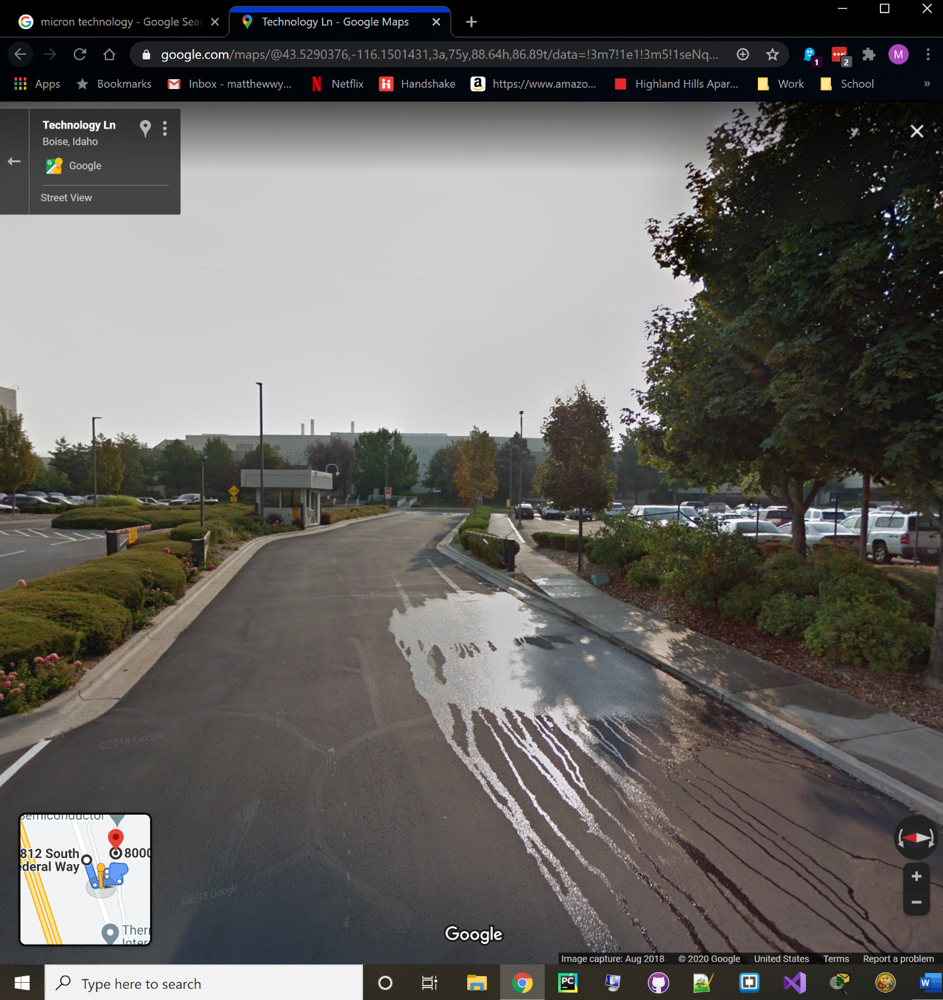 micron technology - Google Sear
Technology Ln - Google Maps
google.com/maps/@43.5290376,-116.1501431,3a,75y,88.64h,86.89t/data=!3m7!1e1!3m5!1seNq...
1
2
M
Apps
Bookmarks
Inbox - matthewwy...
Netflix
Handshake
https://www.amazo...
Highland Hills Apar...
Work
School
»
Technology Ln
Boise, Idaho
Google
Street View
©2018 Google
©2018 Google
©2018 Google
©2018 Google
©2018 Google
©2018 Google
©2018 Google
emiconductor
812 South
deral Way
8000
Ther
Inter
Google
Image capture: Aug 2018
© 2020 Google
United States
Terms
Report a problem
Type here to search
PC
W